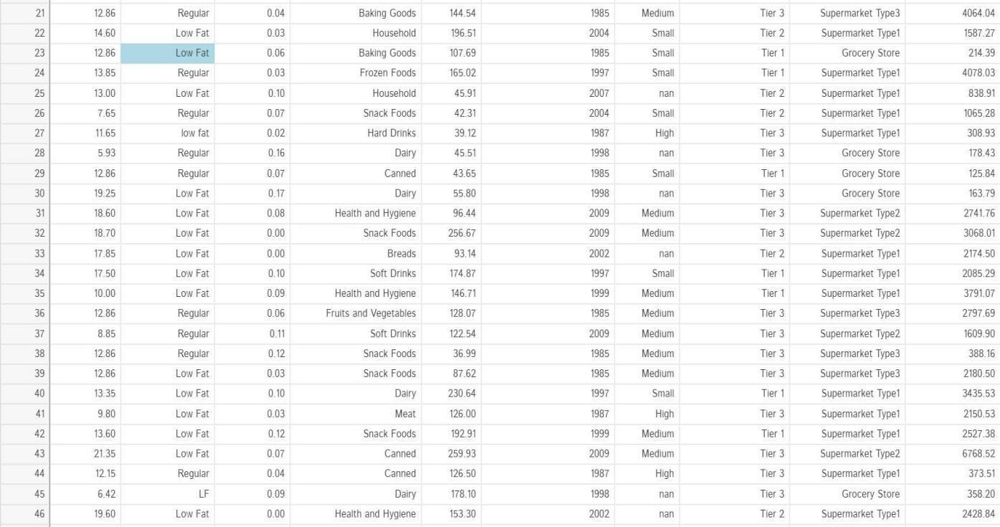 21 12.86 Regular 0.04 Baking Goods 144.54 1985 Medium Tier 3 Supermarket Type3 4064.04
22 14.60 Low Fat 0.03 Household 196.51 2004 Small Tier 2 Supermarket Type1 1587.27
23 12.86 Low Fat 0.06 Baking Goods 107.69 1985 Small Tier 1 Grocery Store 214.39
24 13.85 Regular 0.03 Frozen Foods 165.02 1997 Small Tier 1 Supermarket Type1 4078.03
25 13.00 Low Fat 0.10 Household 45.91 2007 nan Tier 2 Supermarket Type1 838.91
26 7.65 Regular 0.07 Snack Foods 42.31 2004 Small Tier 2 Supermarket Type1 1065.28
27 11.65 low fat 0.02 Hard Drinks 39.12 1987 High Tier 3 Supermarket Type1 308.93
28 5.93 Regular 0.16 Dairy 45.51 1998 nan Tier 3 Grocery Store 178.43
29 12.86 Regular 0.07 Canned 43.65 1985 Small Tier 1 Grocery Store 125.84
30 19.25 Low Fat 0.17 Dairy 55.80 1998 nan Tier 3 Grocery Store 163.79
31 18.60 Low Fat 0.08 Health and Hygiene 96.44 2009 Medium Tier 3 Supermarket Type2 2741.76
32 18.70 Low Fat 0.00 Snack Foods 256.67 2009 Medium Tier 3 Supermarket Type2 3068.01
33 17.85 Low Fat 0.00 Breads 93.14 2002 nan Tier 2 Supermarket Type1 2174.50
34 17.50 Low Fat 0.10 Soft Drinks 174.87 1997 Small Tier 1 Supermarket Type1 2085.29
35 10.00 Low Fat 0.09 Health and Hygiene 146.71 1999 Medium Tier 1 Supermarket Type1 3791.07
36 12.86 Regular 0.06 Fruits and Vegetables 128.07 1985 Medium Tier 3 Supermarket Type3 2797.69
37 8.85 Regular 0.11 Soft Drinks 122.54 2009 Medium Tier 3 Supermarket Type2 1609.90
38 12.86 Regular 0.12 Snack Foods 36.99 1985 Medium Tier 3 Supermarket Type3 388.16
39 12.86 Low Fat 0.03 Snack Foods 87.62 1985 Medium Tier 3 Supermarket Type3 2180.50
40 13.35 Low Fat 0.10 Dairy 230.64 1997 Small Tier 1 Supermarket Type1 3435.53
41 9.80 Low Fat 0.03 Meat 126.00 1987 High Tier 3 Supermarket Type1 2150.53
42 13.60 Low Fat 0.12 Snack Foods 192.91 1999 Medium Tier 1 Supermarket Type1 2527.38
43 21.35 Low Fat 0.07 Canned 259.93 2009 Medium Tier 3 Supermarket Type2 6768.52
44 12.15 Regular 0.04 Canned 126.50 1987 High Tier 3 Supermarket Type1 373.51
45 6.42 LF 0.09 Dairy 178.10 1998 nan Tier 3 Grocery Store 358.20
46 19.60 Low Fat 0.00 Health and Hygiene 153.30 2002 nan Tier 2 Supermarket Type1 2428.84